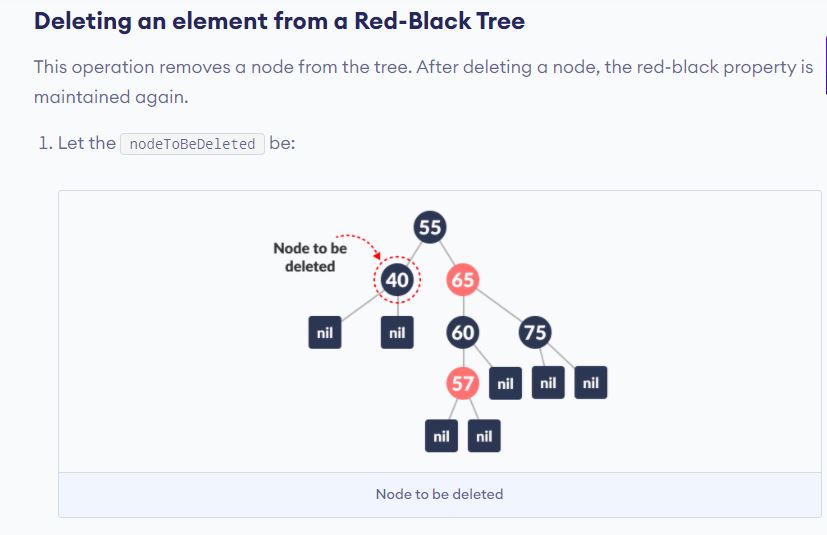 Deleting an element from a Red-Black Tree
This operation removes a node from the tree. After deleting a node, the red-black property is
maintained again.
1. Let the nodeToBeDeleted be:
55
Node to be
deleted
40
65
nil
nil
60
75
57
nil
nil
nil
nil
nil
Node to be deleted